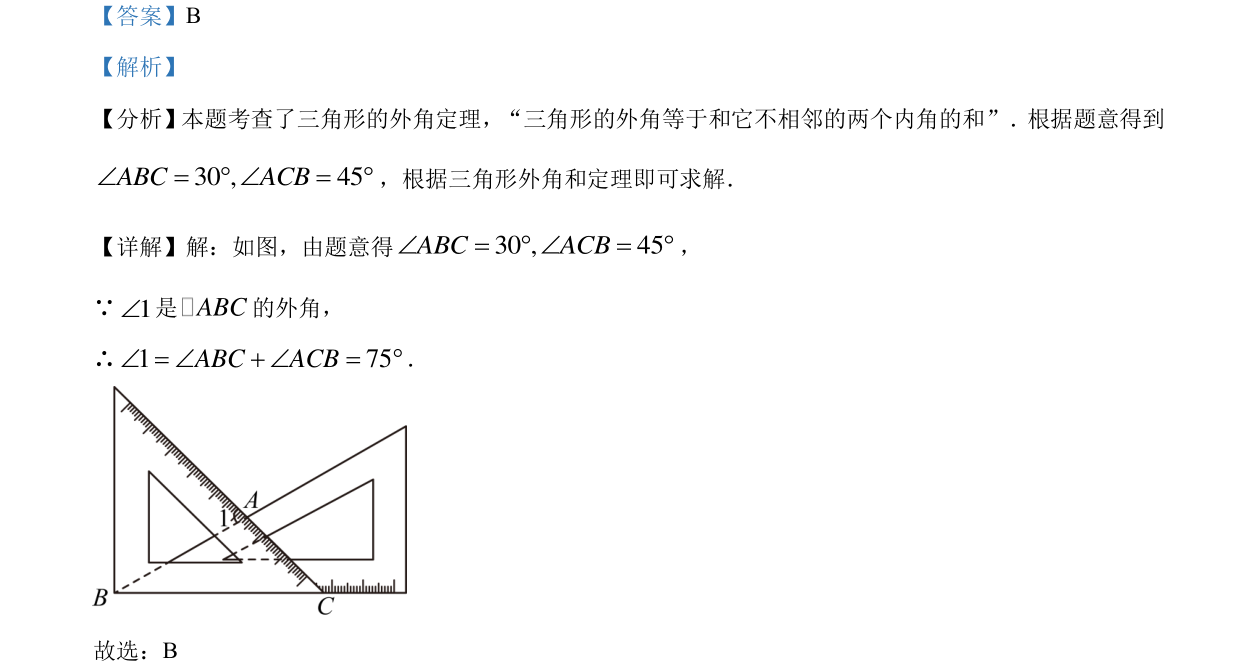 【答案】B
【解析】
【分析】本题考查了三角形的外角定理，“三角形的外角等于和它不相邻的两个内角的和”．根据题意得到
∠ABC = 30°,∠ACB = 45°，根据三角形外角和定理即可求解．
【详解】解：如图，由题意得∠ABC = 30°,∠ACB = 45°，
∵ ∠1是□ABC的外角，
∴ ∠1 = ∠ABC + ∠ACB = 75°．
A
1
B
C
故选：B